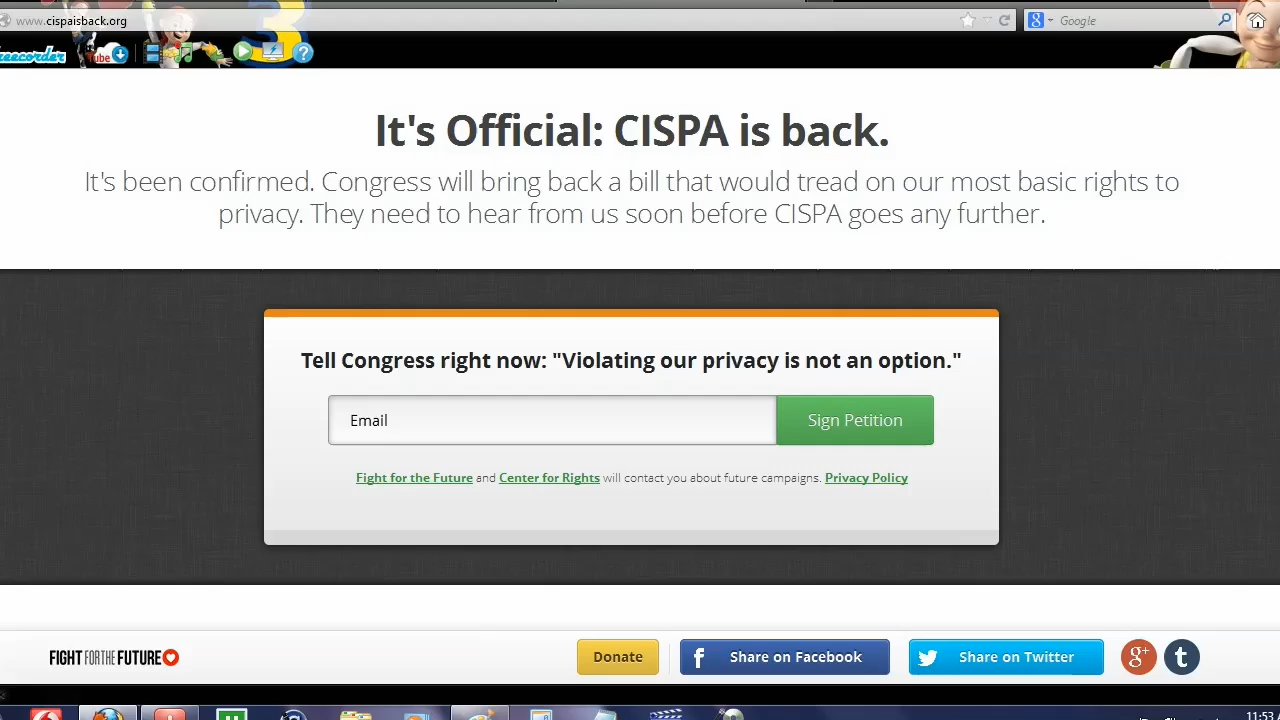 www.cispaisback.org
Google
3
Tube
It's Official: CISPA is back.
It's been confirmed. Congress will bring back a bill that would tread on our most basic rights to
privacy. They need to hear from us soon before CISPA goes any further.
Tell Congress right now: "Violating our privacy is not an option."
Email
Sign Petition
Fight for the Future and Center for Rights will contact you about future campaigns. Privacy Policy
FIGHT FOR THE FUTURE
Donate
Share on Facebook
Share on Twitter
11:53